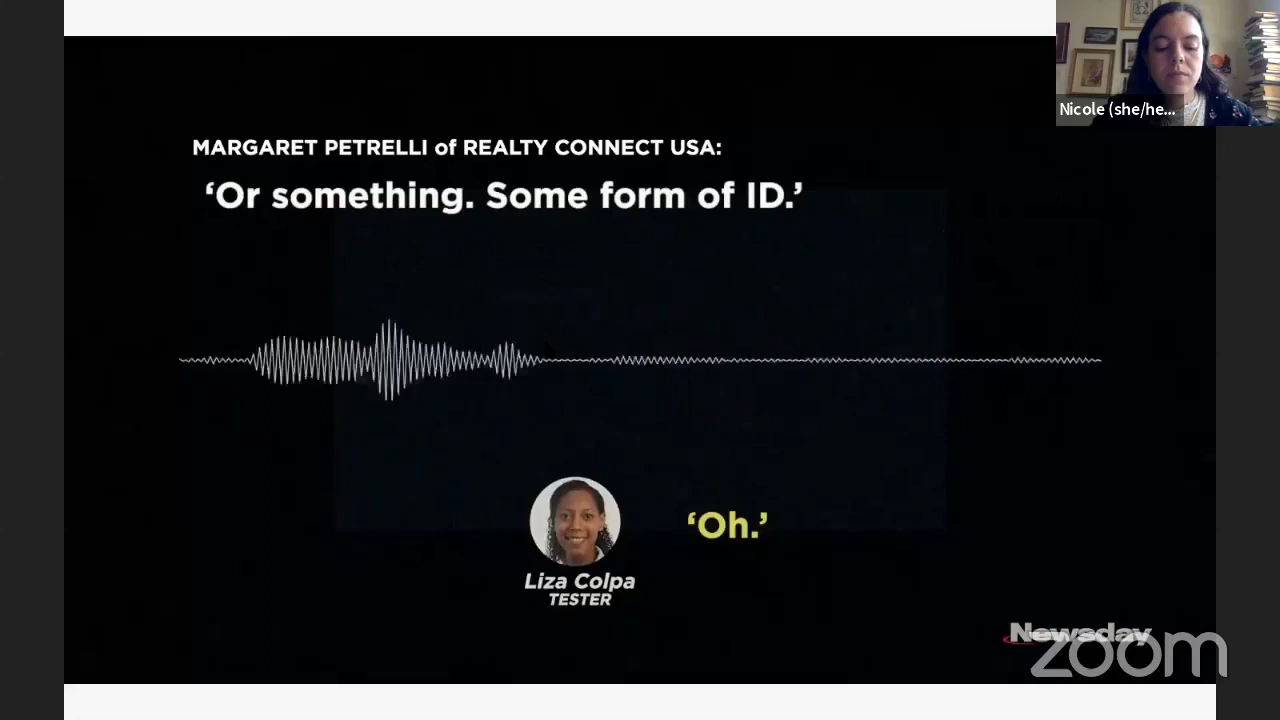 Nicole (she/he...
MARGARET PETRELLI of REALTY CONNECT USA:
‘Or something. Some form of ID.’
‘Oh.’
Liza Colpa
TESTER
Newsday
zoom